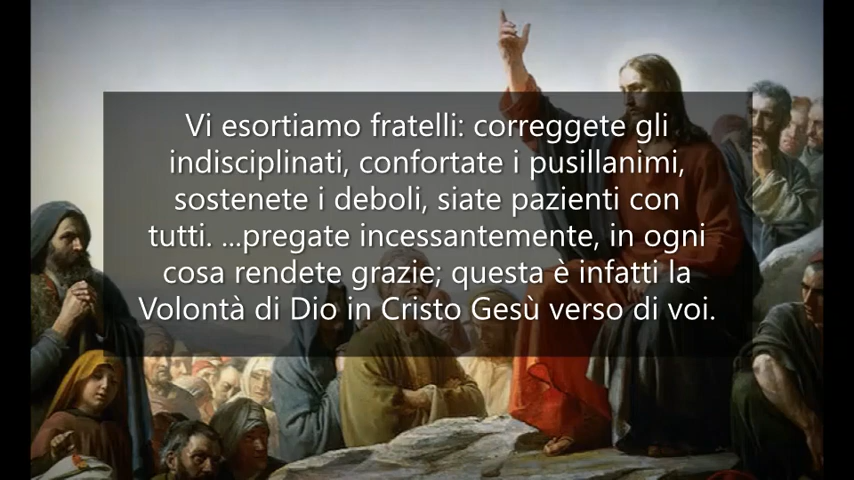 Vi esortiamo fratelli: correggete gli
indisciplinati, confortate i pusillanimi,
sostenete i deboli, siate pazienti con
tutti. ...pregate incessantemente, in ogni
cosa rendete grazie; questa è infatti la
Volontà di Dio in Cristo Gesù verso di voi.